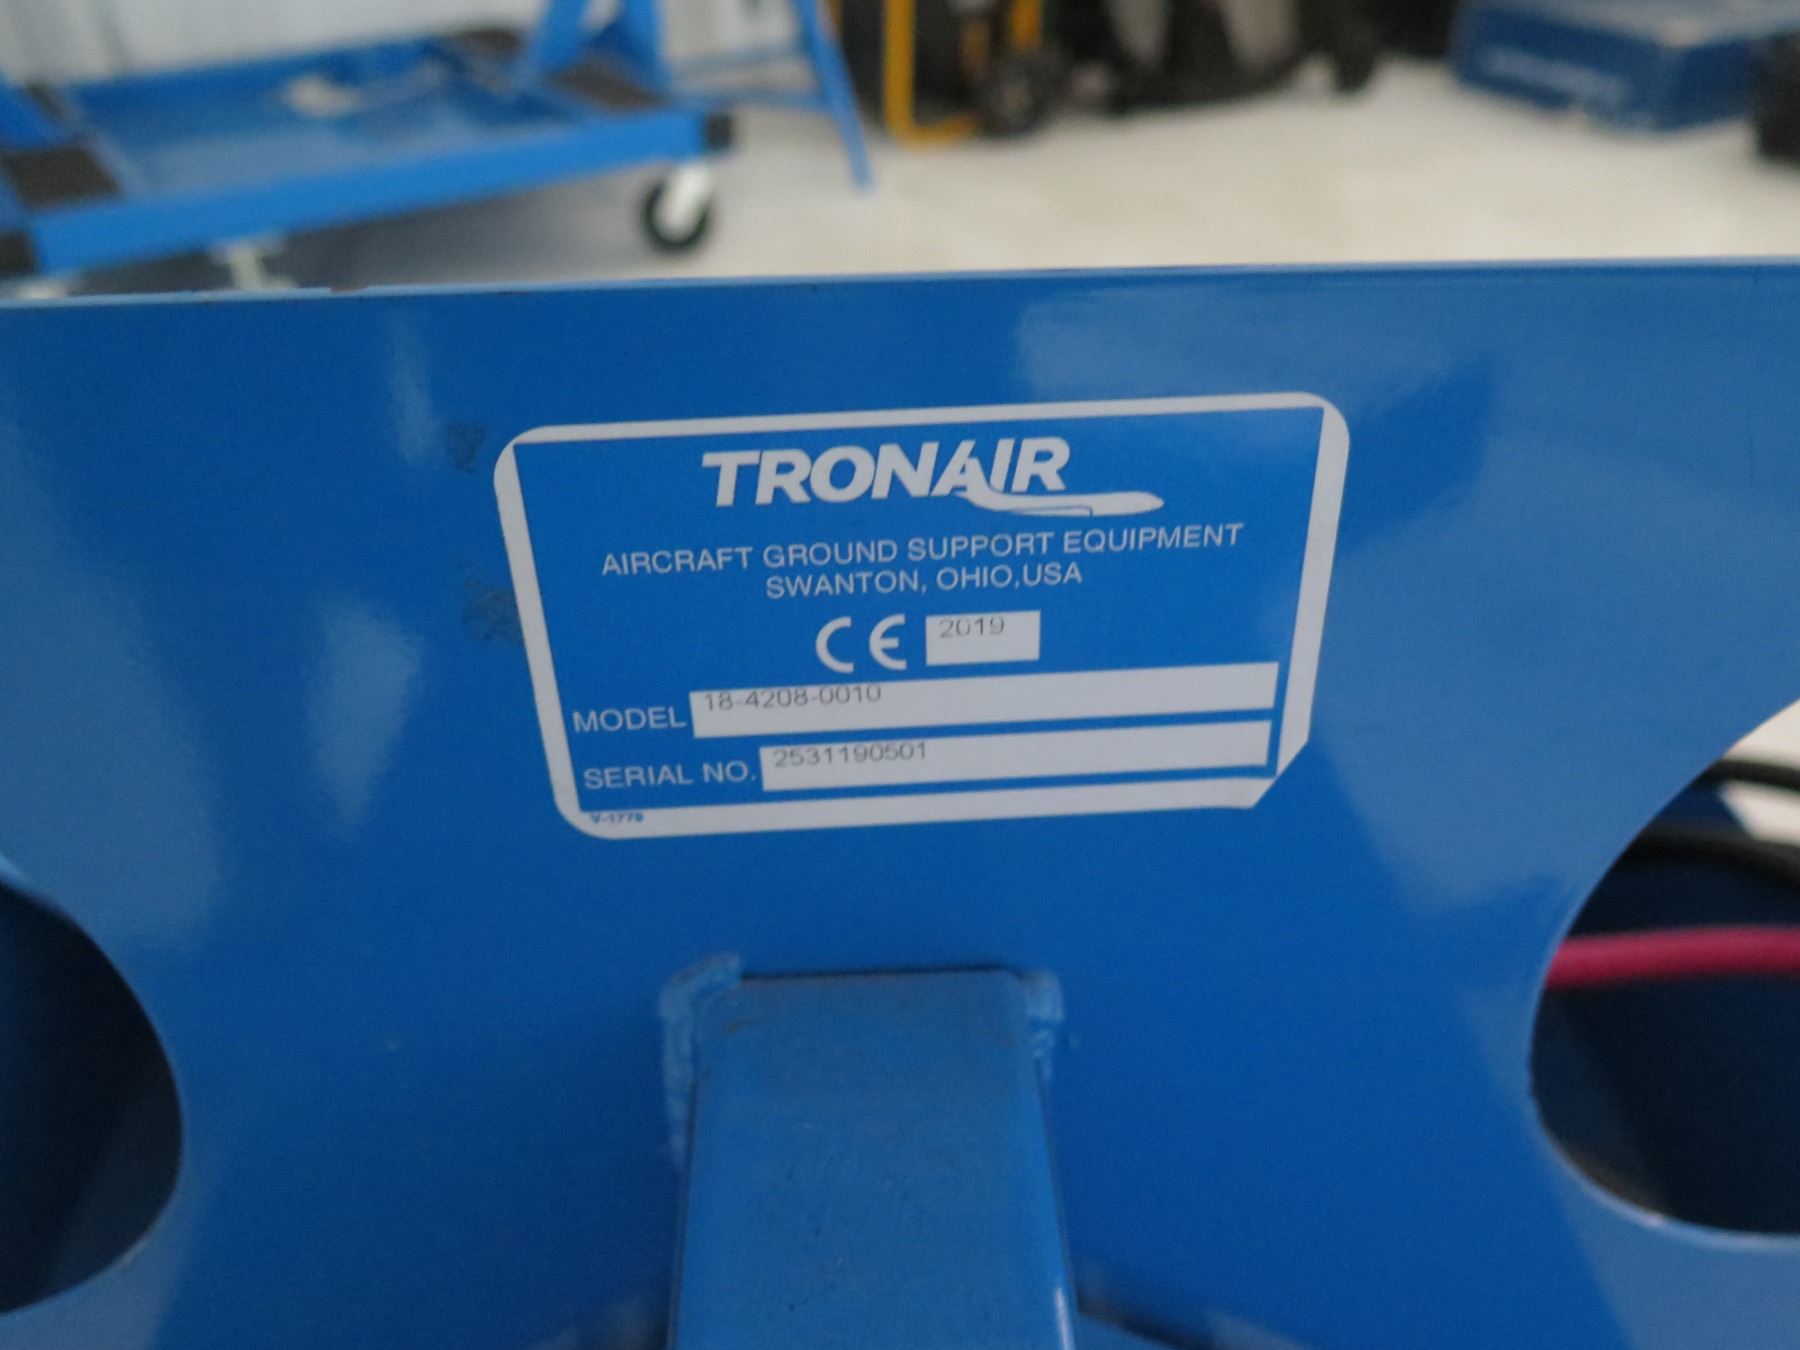 TRONAIR
AIRCRAFT GROUND SUPPORT EQUIPMENT
SWANTON, OHIO, USA
CE 2019
MODEL 18-4208-0010
SERIAL NO. 2531190501
V-1779